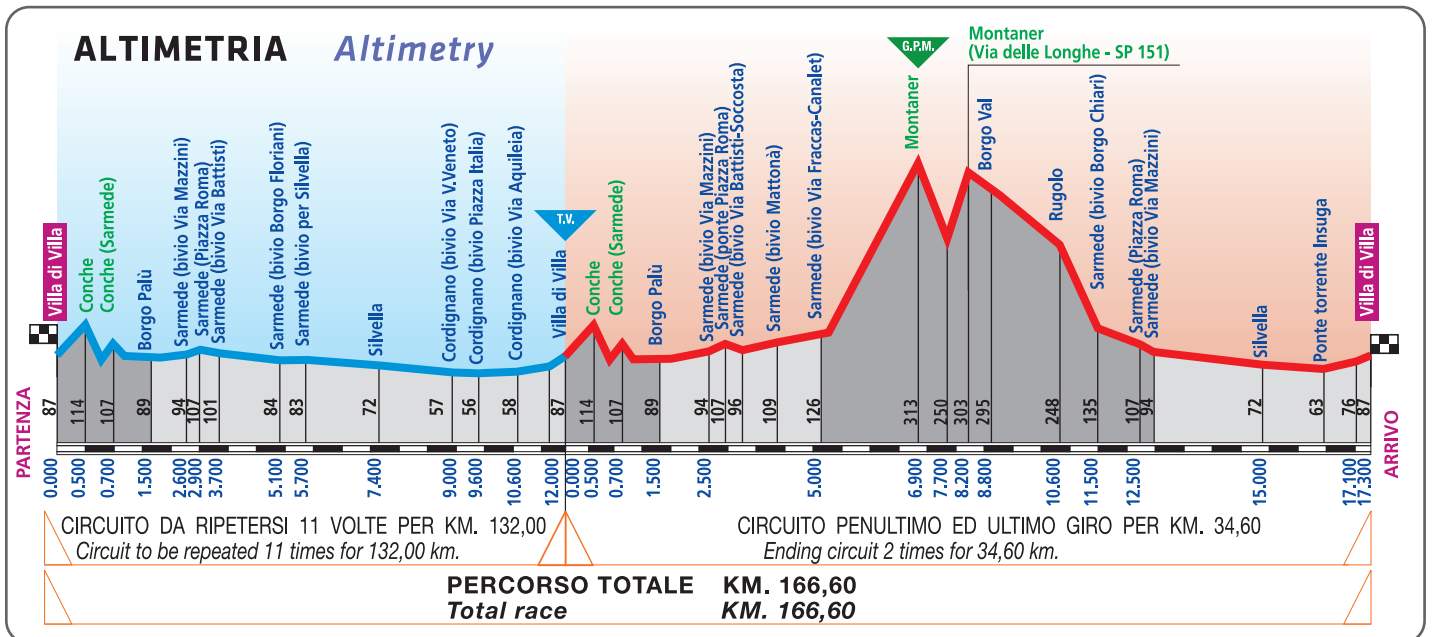 ALTIMETRIA Altimetry
G.P.M.
Montaner
(Via delle Longhe - SP 151)
T.V.
Villa di Villa
Conche
Conche (Sarmede)
Borgo Palù
Sarmede (bivio Via Mazzini)
Sarmede (Piazza Roma)
Sarmede (bivio Via Battisti)
Sarmede (bivio Borgo Floriani)
Sarmede (bivio per Silvella)
Silvella
Cordignano (bivio Via V.Veneto)
Cordignano (bivio Piazza Italia)
Cordignano (bivio Via Aquileia)
Villa di Villa
Conche
Conche (Sarmede)
Borgo Palù
Sarmede (bivio Via Mazzini)
Sarmede (ponte Piazza Roma)
Sarmede (bivio Via Battisti-Soccosta)
Sarmede (bivio Mattonà)
Sarmede (bivio Via Fraccas-Canalet)
Montaner
Borgo Val
Rugolo
Sarmede (bivio Borgo Chiari)
Sarmede (Piazza Roma)
Sarmede (bivio Via Mazzini)
Silvella
Ponte torrente Insuga
Villa di Villa
PARTENZA
87 114 107 89 94 107 101 84 83 72 57 56 58 87 114 107 89 94 107 96 109 126 313 250 303 295 248 135 107 94 72 63 76 87
ARRIVO
0.000 0.500 0.700 1.500 2.600 2.900 3.700 5.100 5.700 7.400 9.000 9.600 10.600 12.000 0.000 0.500 0.700 1.500 2.500 5.000 6.900 7.700 8.200 8.800 10.600 11.500 12.500 15.000 17.100 17.300
CIRCUITO DA RIPETERSI 11 VOLTE PER KM. 132,00
Circuit to be repeated 11 times for 132,00 km.
CIRCUITO PENULTIMO ED ULTIMO GIRO PER KM. 34,60
Ending circuit 2 times for 34,60 km.
PERCORSO TOTALE KM. 166,60
Total race KM. 166,60